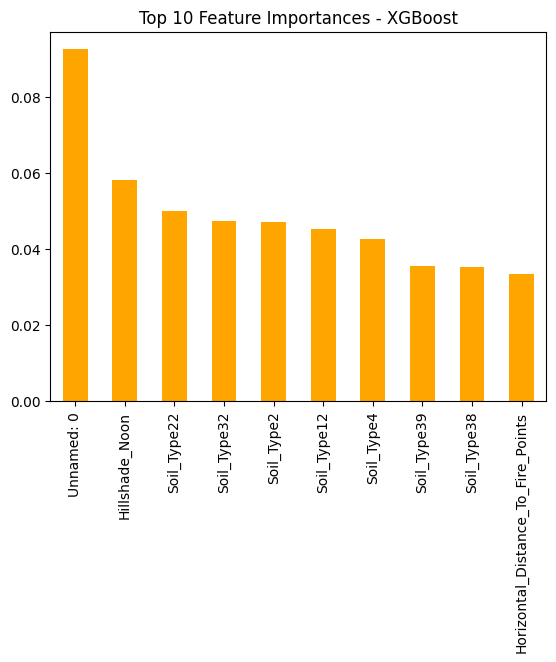 Top 10 Feature Importances - XGBoost
0.08
0.06
0.04
0.02
0.00
Unnamed: 0
Hillshade_Noon
Soil_Type22
Soil_Type32
Soil_Type2
Soil_Type12
Soil_Type4
Soil_Type39
Soil_Type38
Horizontal_Distance_To_Fire_Points